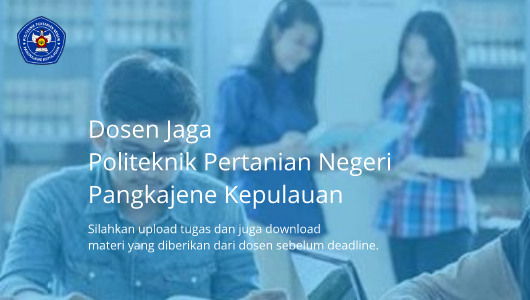 Dosen Jaga
Politeknik Pertanian Negeri
Pangkajene Kepulauan
Silahkan upload tugas dan juga download
materi yang diberikan dari dosen sebelum deadline.